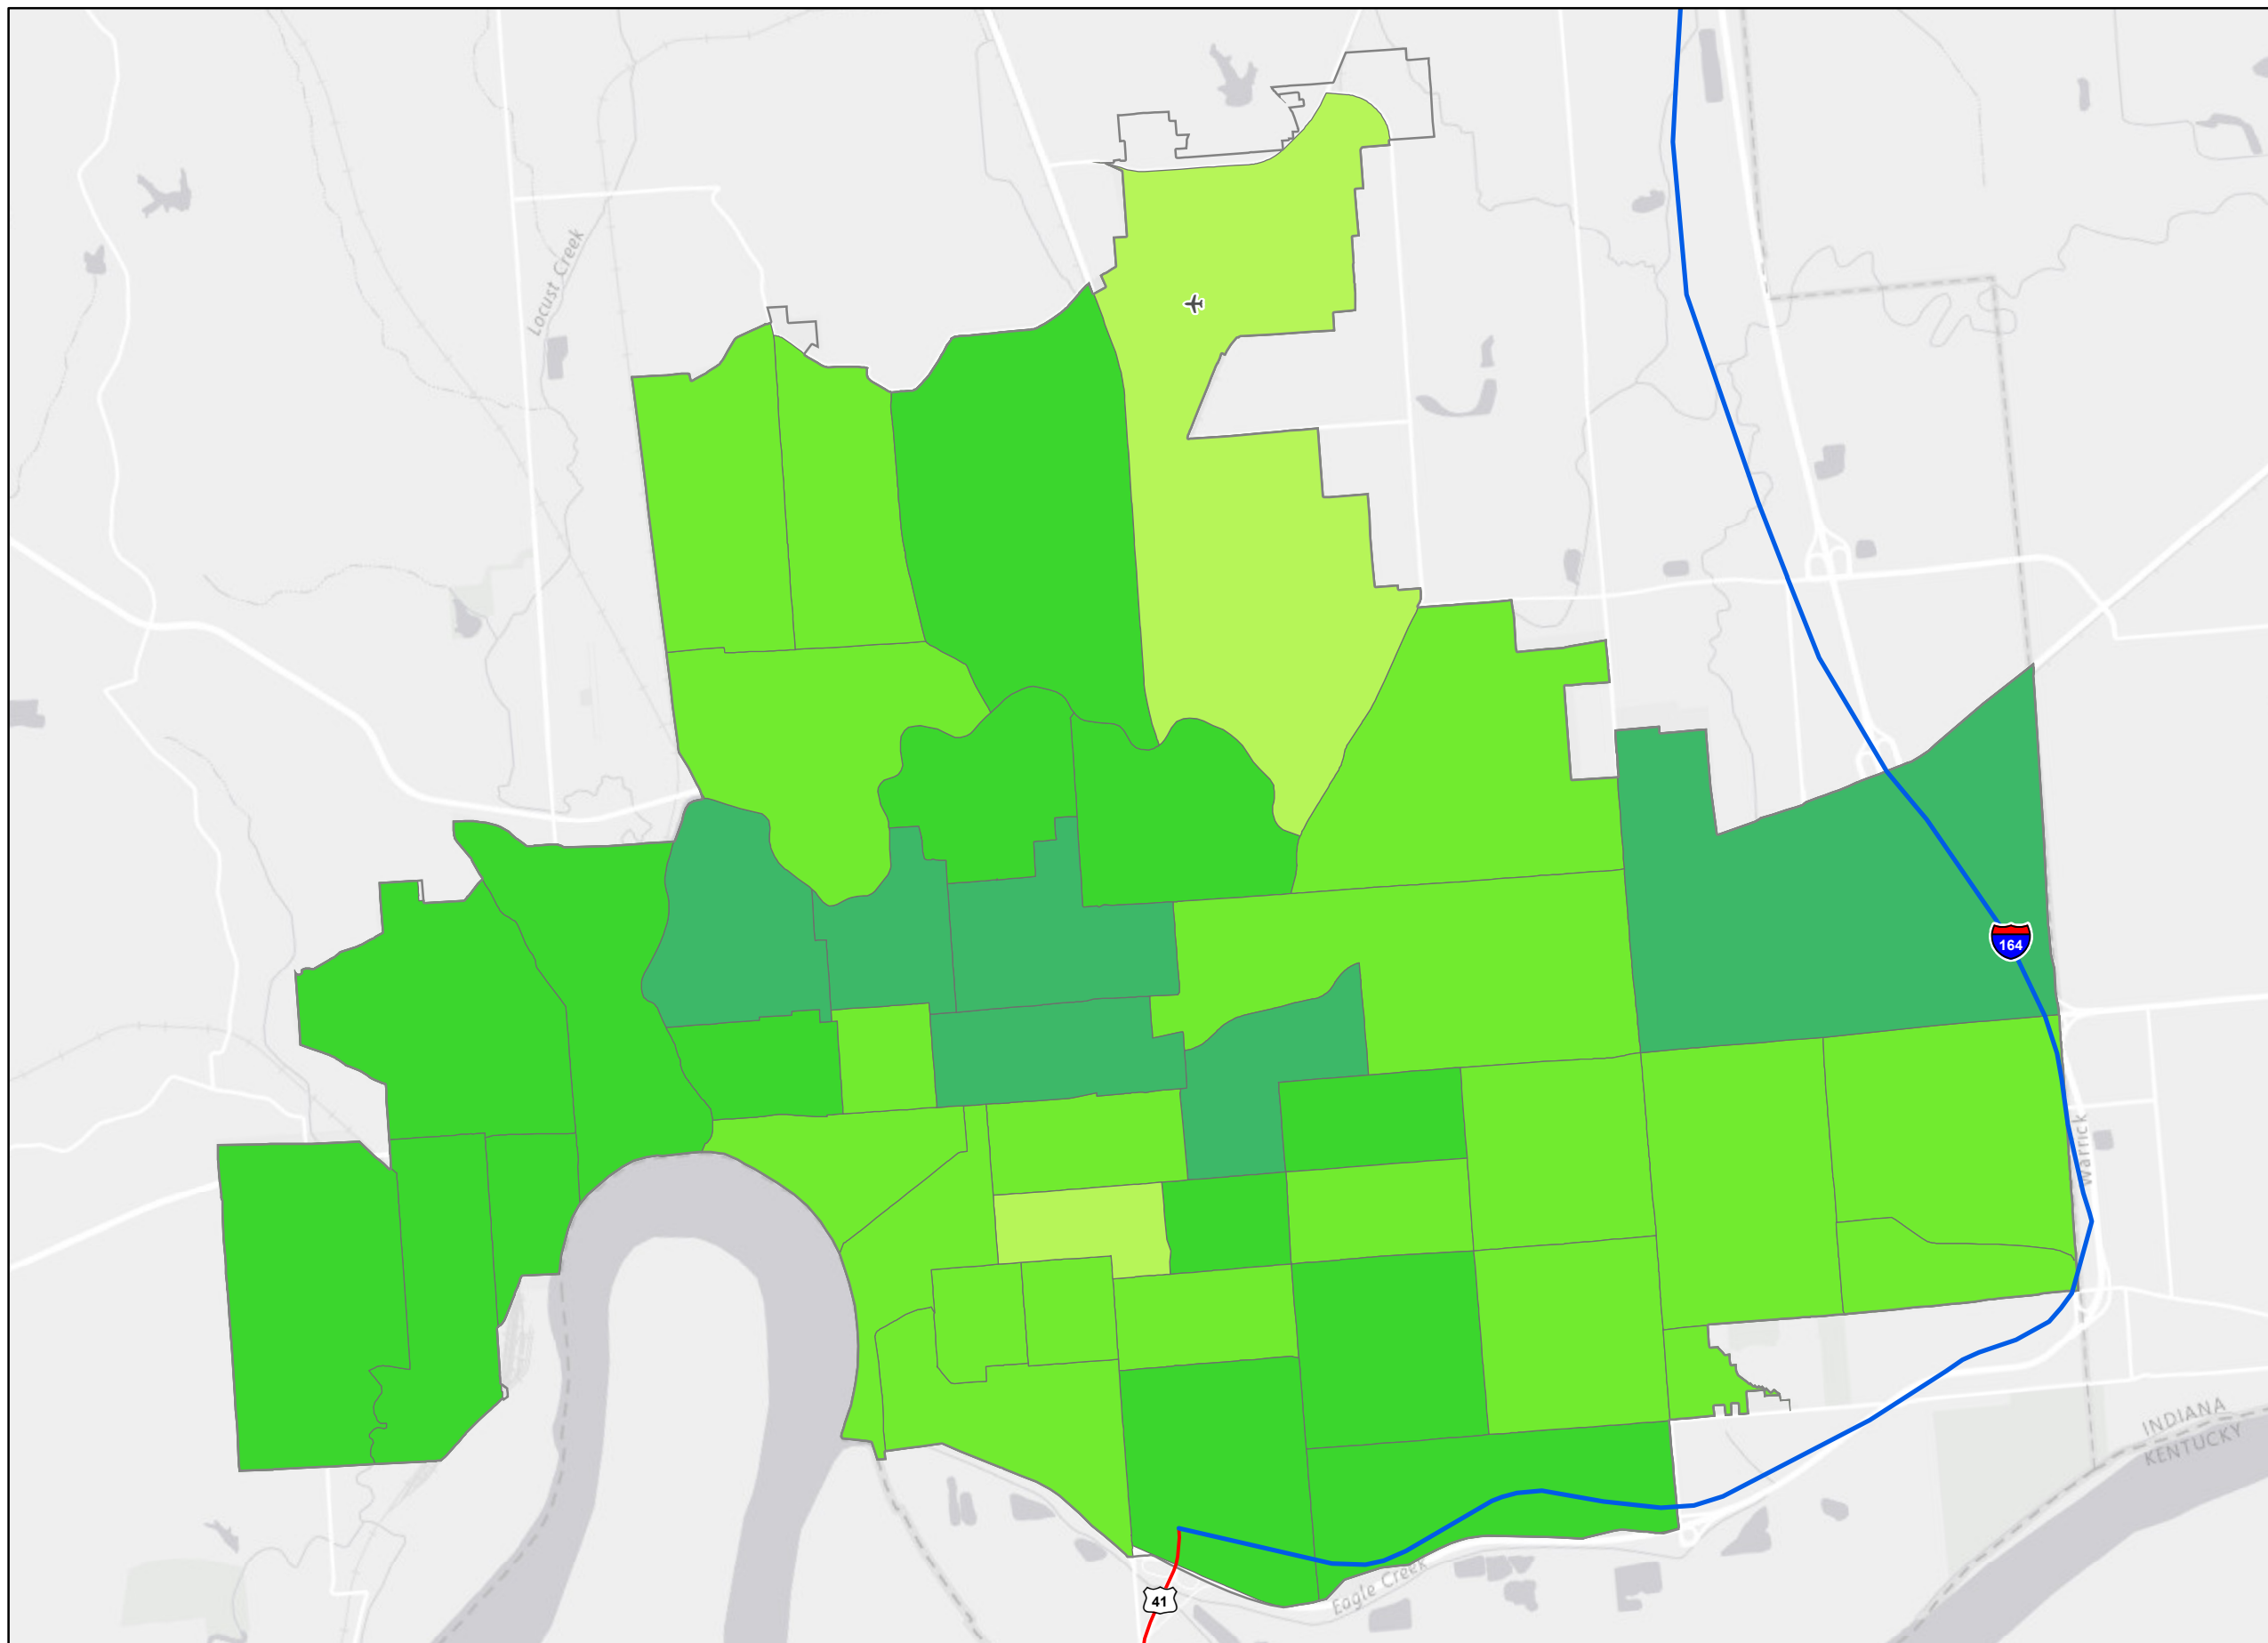 Locust Creek
164
Warrick
INDIANA
KENTUCKY
Eagle Creek
41